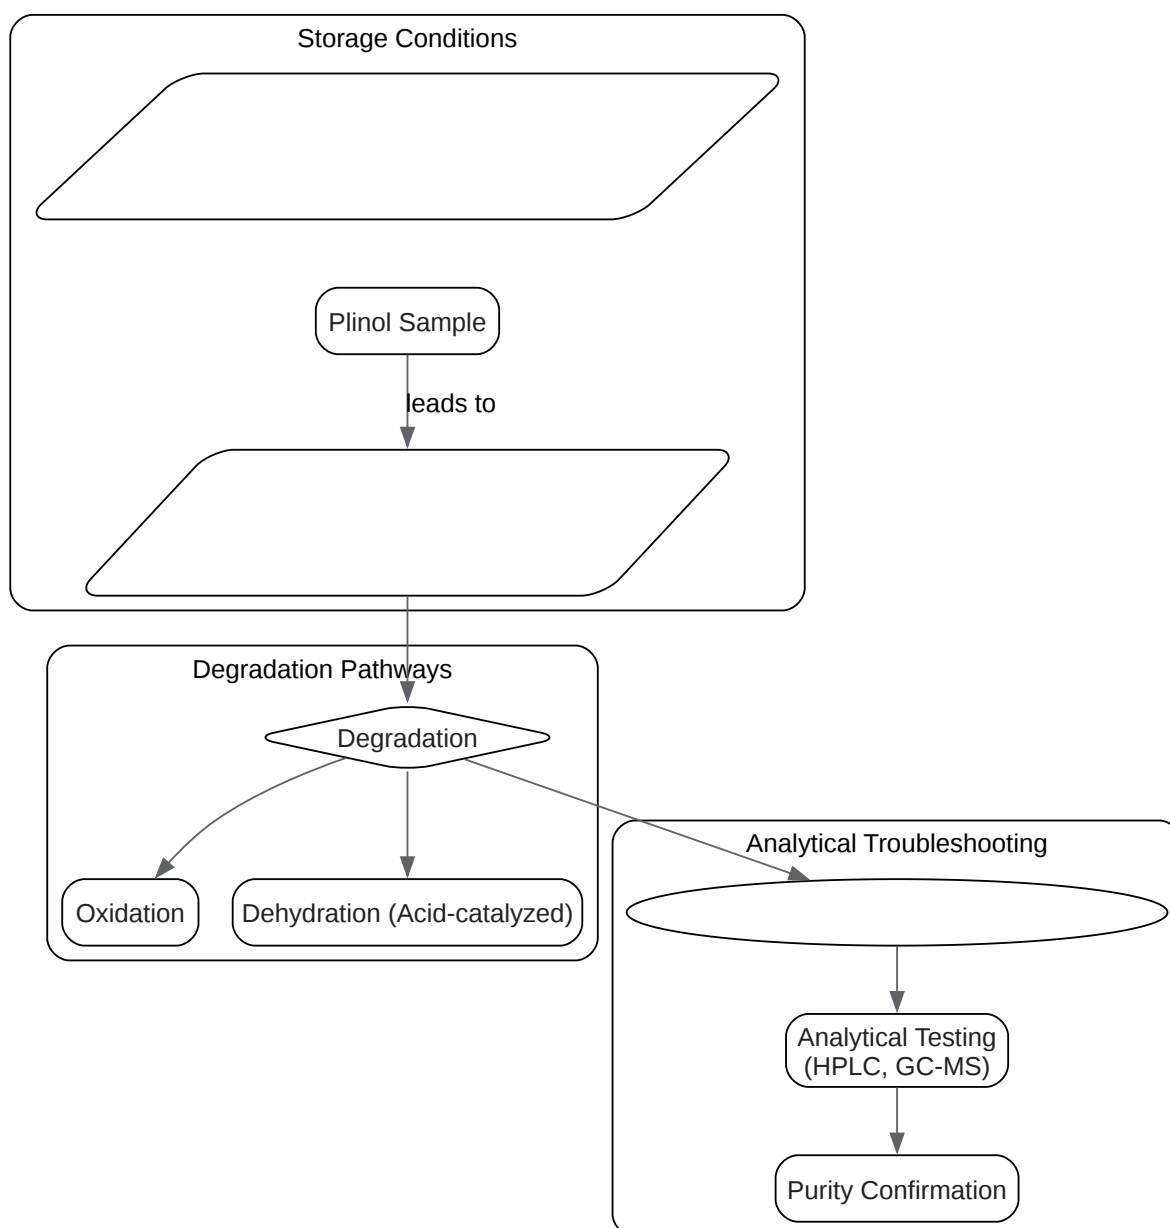 Storage Conditions
Plinol Sample
leads to
Degradation Pathways
Degradation
Analytical Troubleshooting
Oxidation
Dehydration (Acid-catalyzed)
Analytical Testing
(HPLC, GC-MS)
Purity Confirmation